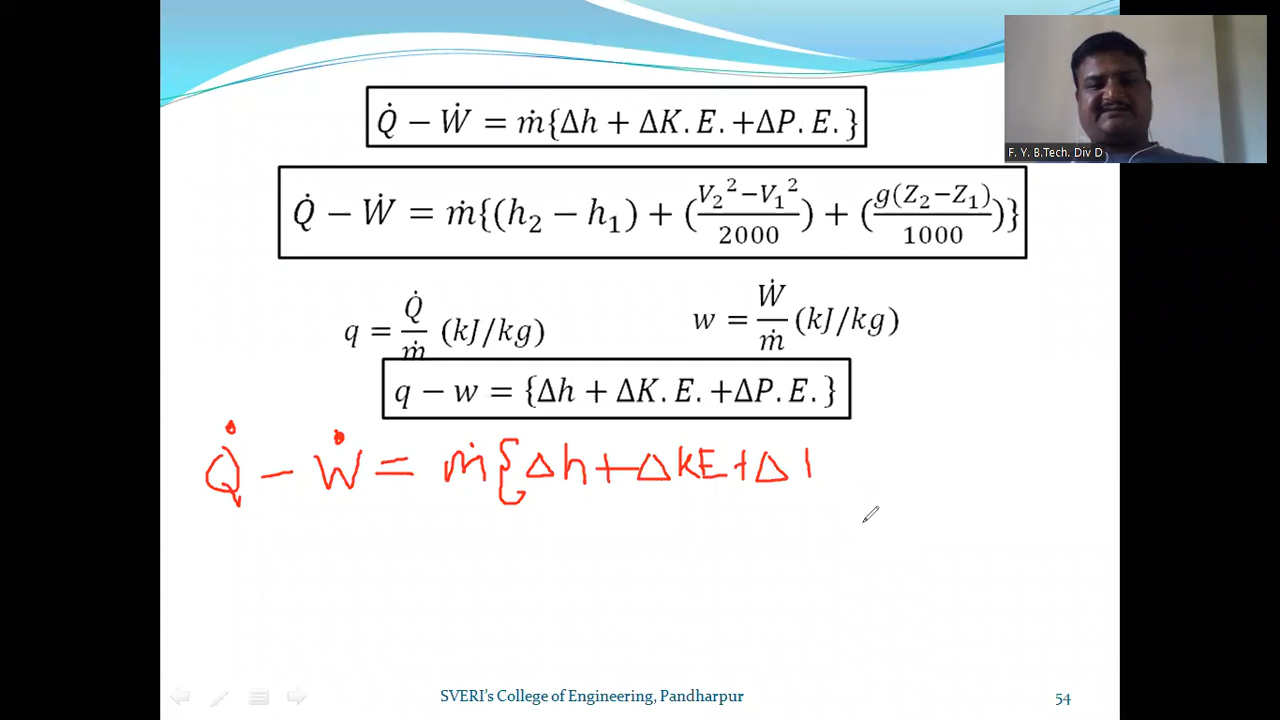 Q̇ − Ẇ = ṁ{Δh + ΔK.E.+ΔP.E.}
F. Y. B.Tech. Div D
Q̇ − Ẇ = ṁ{(h₂ − h₁) + (V₂²−V₁²/2000) + (g(Z₂−Z₁)/1000)}
q = Q̇/ṁ (kJ/kg) w = Ẇ/ṁ (kJ/kg)
q − w = {Δh + ΔK.E.+ΔP.E.}
Q̇ − Ẇ = ṁ{Δh + ΔKE + Δ
SVERI's College of Engineering, Pandharpur 54